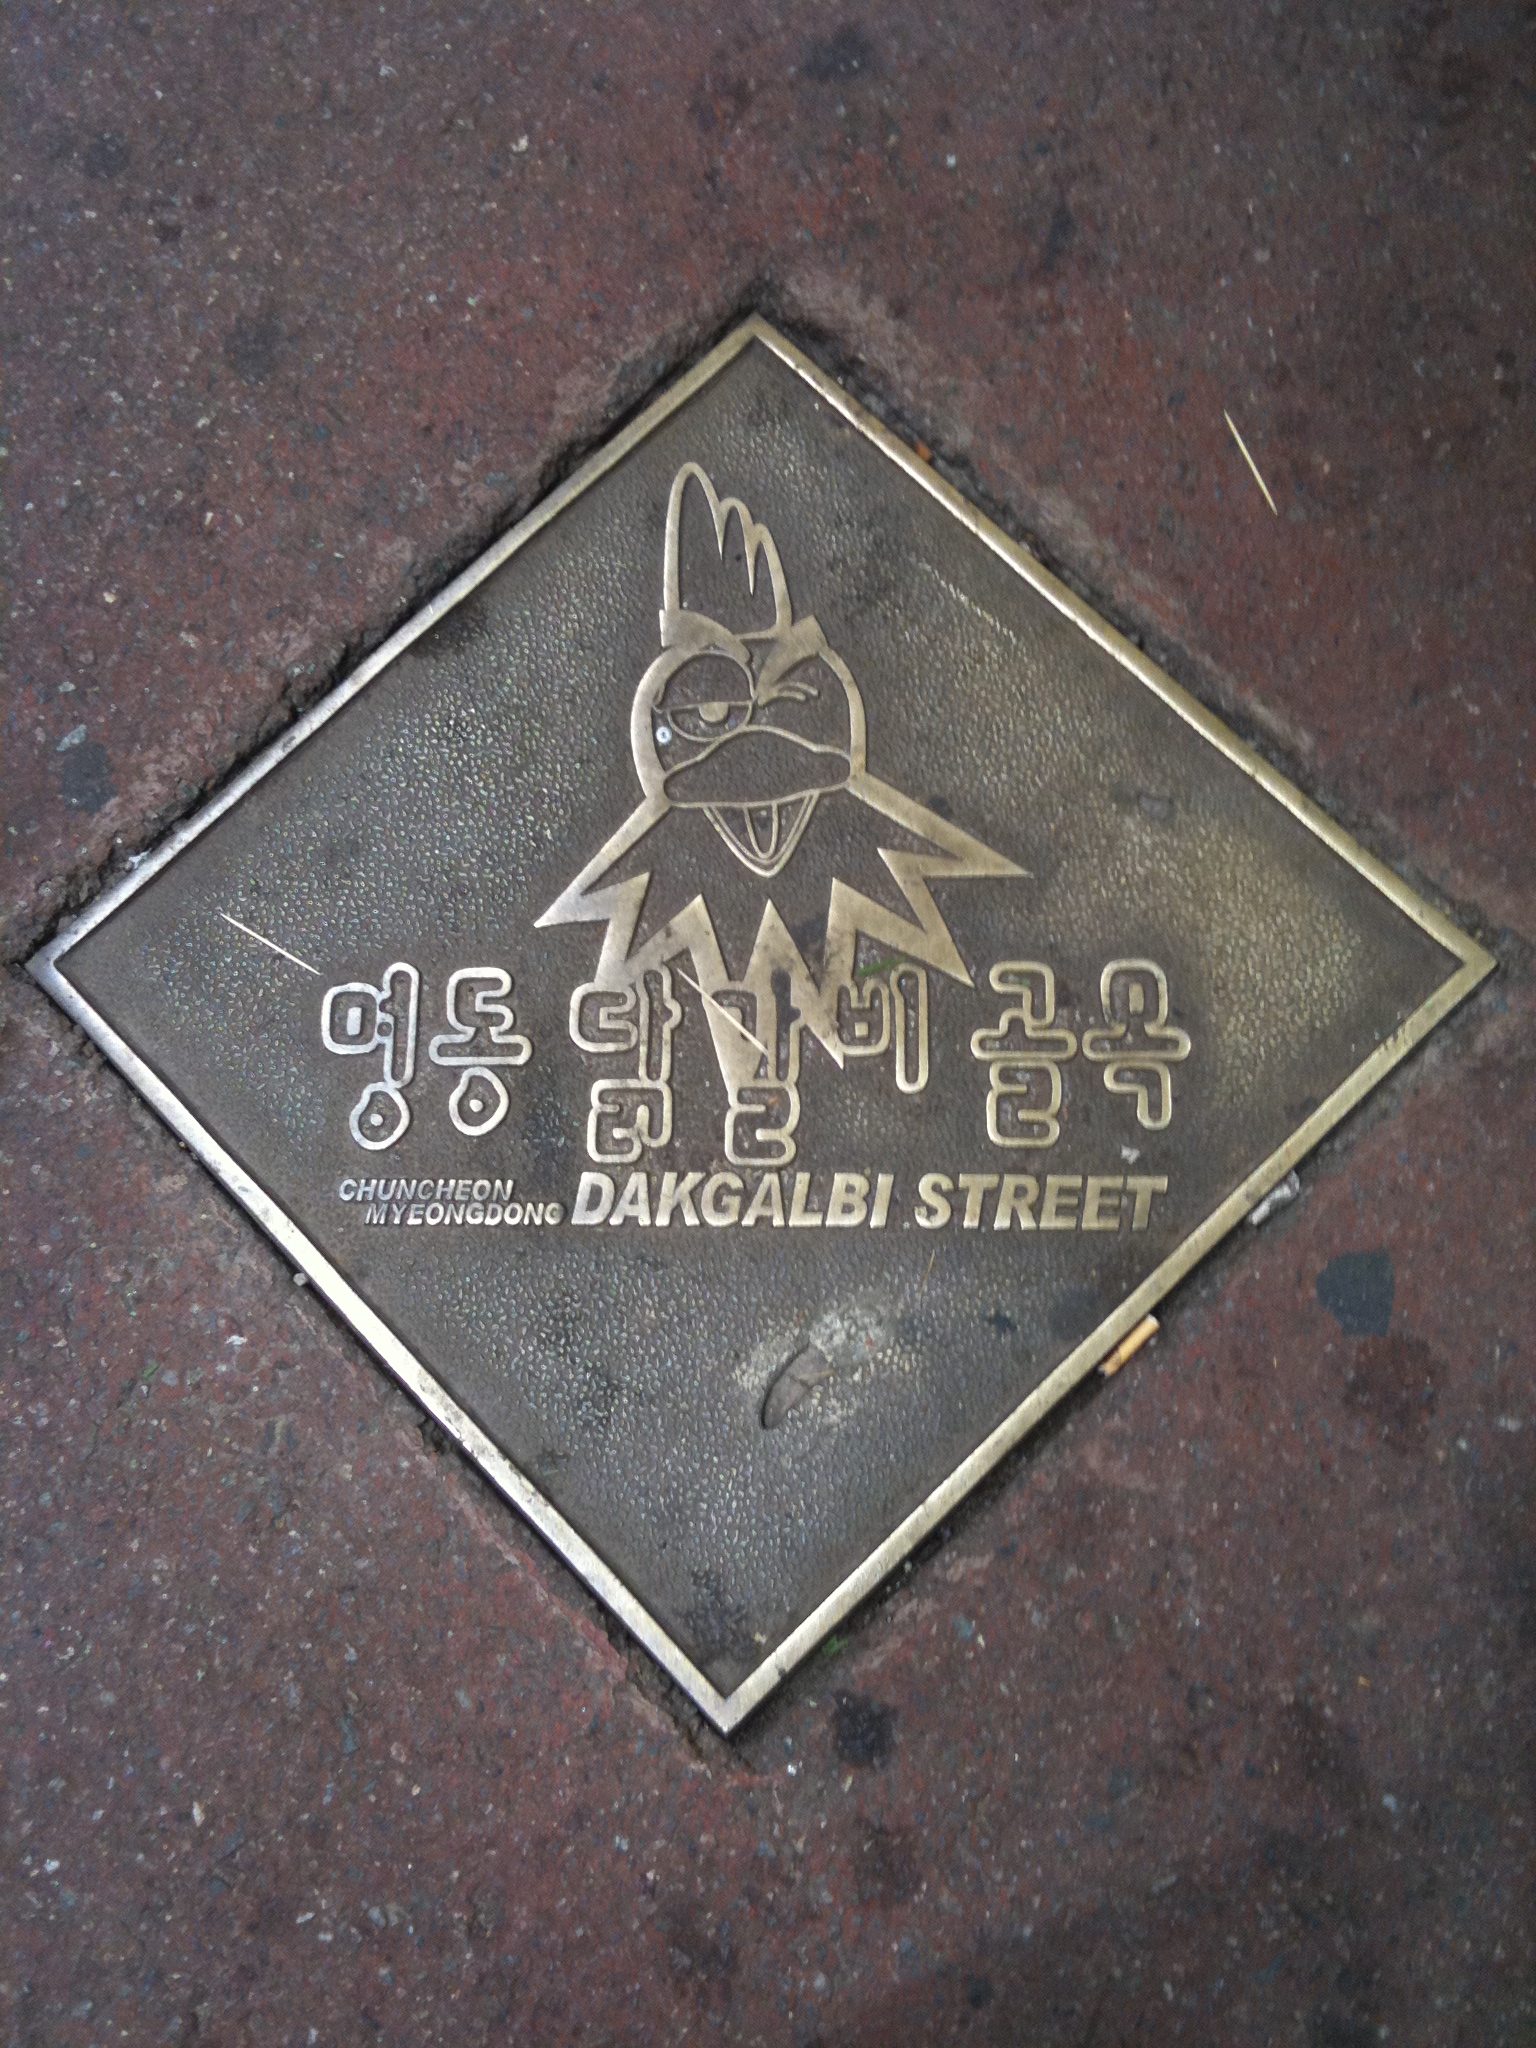 명동 닭갈비 골목
CHUNCHEON
MYEONGDONG DAKGALBI STREET